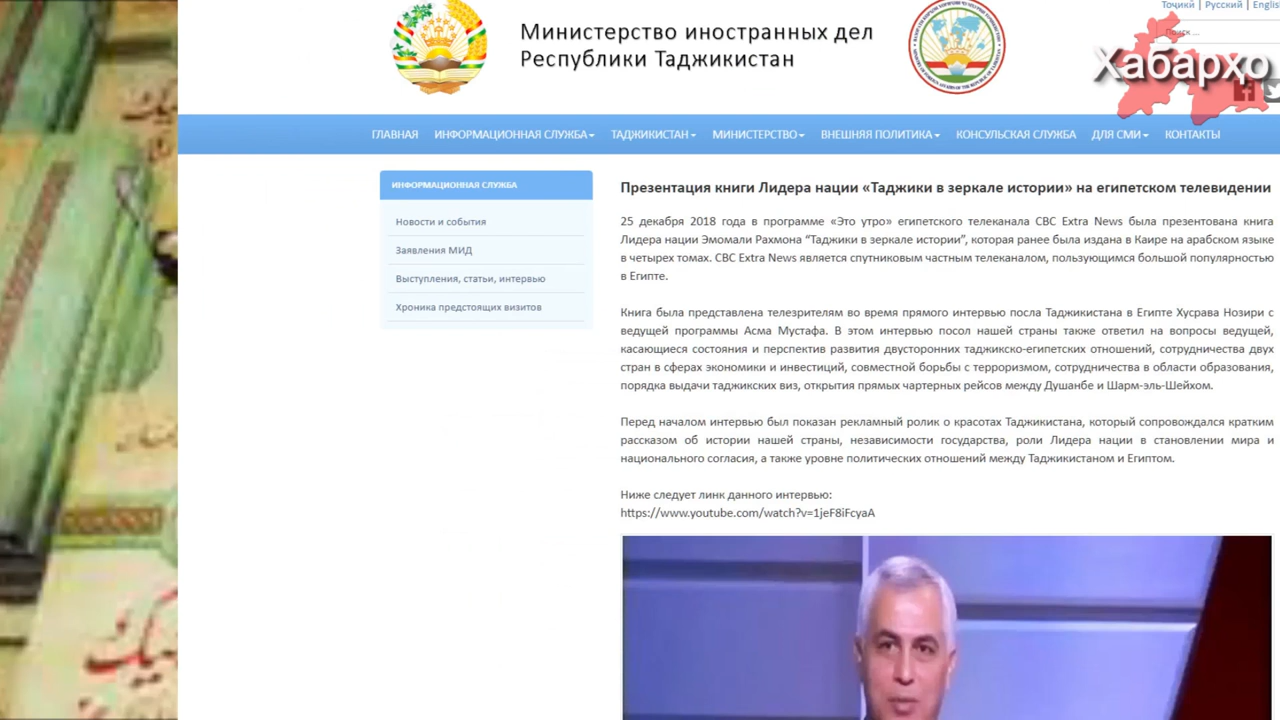 Министерство иностранных дел
Республики Таджикистан
Тоҷикӣ | Русский | Englis
Поиск ...
Хабарҳо
ГЛАВНАЯ ИНФОРМАЦИОННАЯ СЛУЖБА ТАДЖИКИСТАН МИНИСТЕРСТВО ВНЕШНЯЯ ПОЛИТИКА КОНСУЛЬСКАЯ СЛУЖБА ДЛЯ СМИ КОНТАКТЫ
ИНФОРМАЦИОННАЯ СЛУЖБА
Новости и события
Заявления МИД
Выступления, статьи, интервью
Хроника предстоящих визитов
Презентация книги Лидера нации «Таджики в зеркале истории» на египетском телевидении
25 декабря 2018 года в программе «Это утро» египетского телеканала CBC Extra News была презентована книга
Лидера нации Эмомали Рахмона “Таджики в зеркале истории”, которая ранее была издана в Каире на арабском языке
в четырех томах. CBC Extra News является спутниковым частным телеканалом, пользующимся большой популярностью
в Египте.
Книга была представлена телезрителям во время прямого интервью посла Таджикистана в Египте Хусрава Нозири с
ведущей программы Асма Мустафа. В этом интервью посол нашей страны также ответил на вопросы ведущей,
касающиеся состояния и перспектив развития двусторонних таджикско-египетских отношений, сотрудничества двух
стран в сферах экономики и инвестиций, совместной борьбы с терроризмом, сотрудничества в области образования,
порядка выдачи таджикских виз, открытия прямых чартерных рейсов между Душанбе и Шарм-эль-Шейхом.
Перед началом интервью был показан рекламный ролик о красотах Таджикистана, который сопровождался кратким
рассказом об истории нашей страны, независимости государства, роли Лидера нации в становлении мира и
национального согласия, а также уровне политических отношений между Таджикистаном и Египтом.
Ниже следует линк данного интервью:
https://www.youtube.com/watch?v=1jeF8iFcyaA